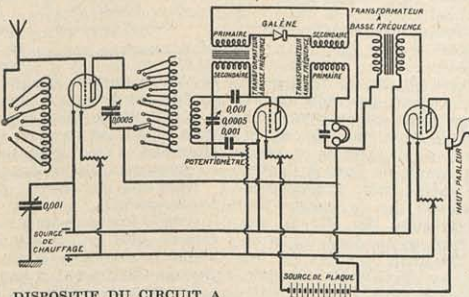 TRANSFORMATEUR
A
BASSE FRÉQUENCE
PRIMAIRE
GALÈNE
SECONDAIRE
SECONDAIRE
TRANSFORMATEUR
BASSE FRÉQUENCE
TRANSFORMATEUR
HAUTE FRÉQUENCE
PRIMAIRE
0,0005
0,001
0,0005
0,001
POTENTIOMÈTRE
HAUT-PARLEUR
0,001
SOURCE
DE
CHAUFFAGE
SOURCE DE PLAQUE
DISPOSITIF DU CIRCUIT A